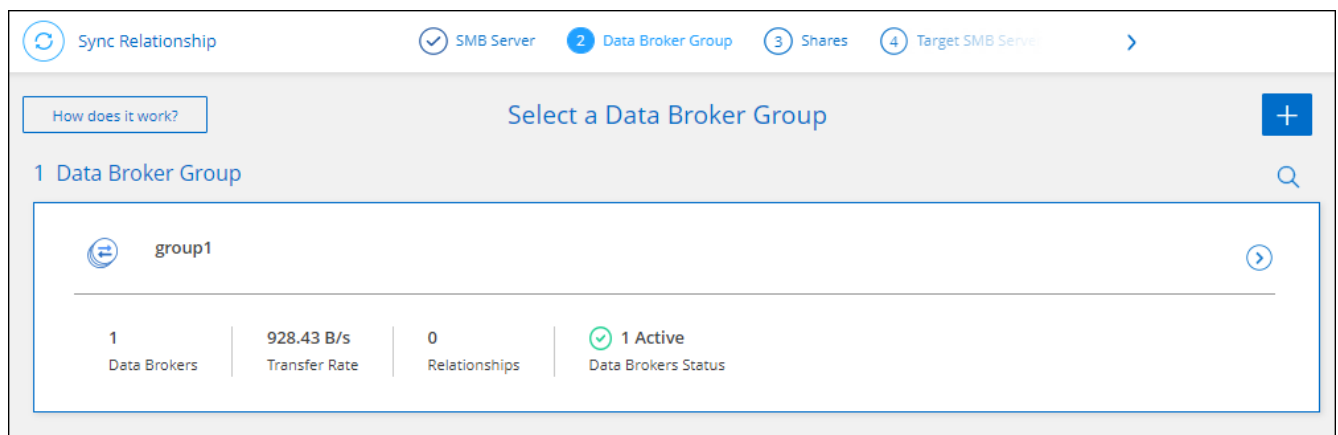 Sync Relationship
SMB Server
2 Data Broker Group
3 Shares
4 Target SMB Serve
How does it work?
Select a Data Broker Group
+
1 Data Broker Group
group1
1
Data Brokers
928.43 B/s
Transfer Rate
0
Relationships
1 Active
Data Brokers Status